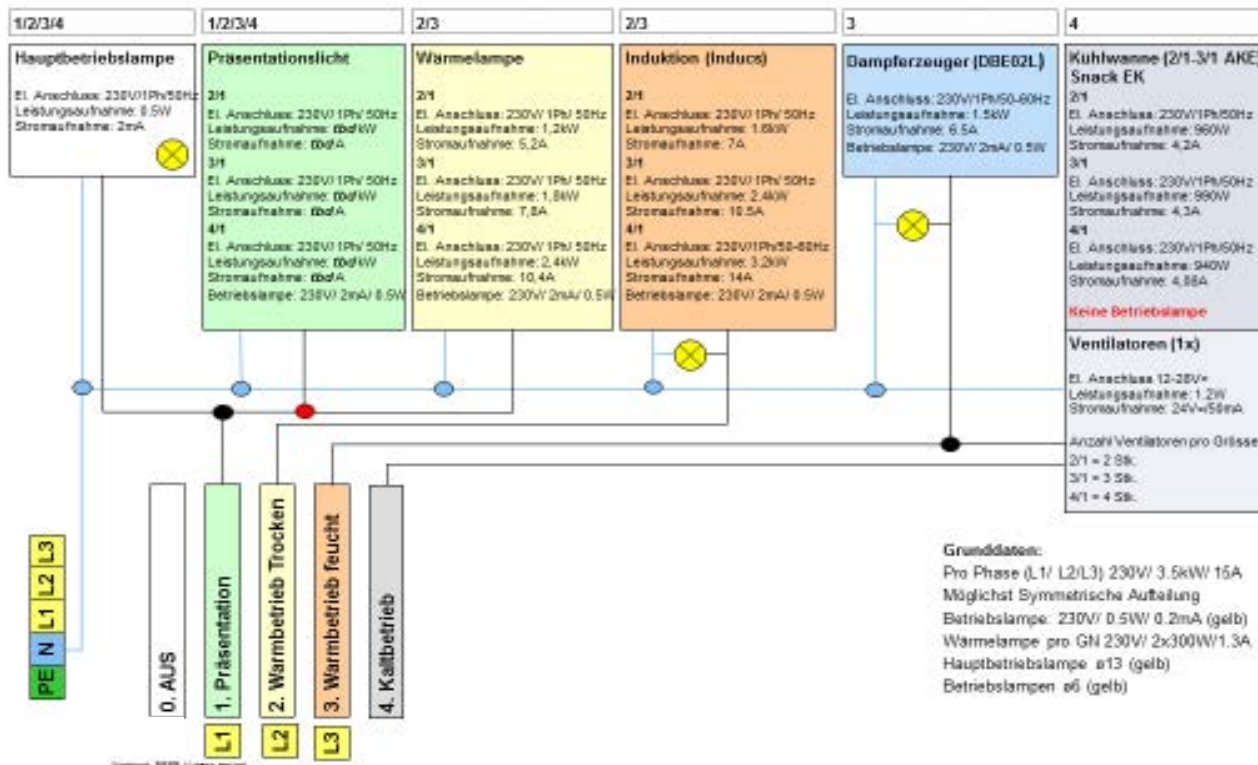 1/2/3/4
1/2/3/4
2/3
2/3
3
4
Hauptbetriebslampe
El. Anschluss: 230V/1Ph/50Hz
Leistungsaufnahme: 0.5W
Stromaufnahme: 2mA
Präsentationslicht
2/1
El. Anschluss: 230V/ 1Ph/ 50Hz
Leistungsaufnahme: tbd kW
Stromaufnahme: tbd A
3/1
El. Anschluss: 230V/ 1Ph/ 50Hz
Leistungsaufnahme: tbd kW
Stromaufnahme: tbd A
4/1
El. Anschluss: 230V/ 1Ph/ 50Hz
Leistungsaufnahme: tbd kW
Stromaufnahme: tbd A
Betriebslampe: 230V/ 2mA/ 0.5W
Wärmelampe
2/1
El. Anschluss: 230V/ 1Ph/ 50Hz
Leistungsaufnahme: 1,2kW
Stromaufnahme: 5,2A
3/1
El. Anschluss: 230V/ 1Ph/ 50Hz
Leistungsaufnahme: 1,8kW
Stromaufnahme: 7,8A
4/1
El. Anschluss: 230V/ 1Ph/ 50Hz
Leistungsaufnahme: 2,4kW
Stromaufnahme: 10,4A
Betriebslampe: 230V/ 2mA/ 0.5W
Induktion (Inducs)
2/1
El. Anschluss: 230V/ 1Ph/ 50Hz
Leistungsaufnahme: 1.6kW
Stromaufnahme: 7A
3/1
El. Anschluss: 230V/ 1Ph/ 50Hz
Leistungsaufnahme: 2.4kW
Stromaufnahme: 10.5A
4/1
El. Anschluss: 230V/1Ph/50-60Hz
Leistungsaufnahme: 3.2kW
Stromaufnahme: 14A
Betriebslampe: 230V/ 2mA/ 0.5W
Dampferzeuger (DBE02L)
El. Anschluss: 230V/1Ph/50-60Hz
Leistungsaufnahme: 1.5kW
Stromaufnahme: 6.5A
Betriebslampe: 230V/ 2mA/ 0.5W
Kühlwanne (2/1-3/1 AKE)
Snack EK
2/1
El. Anschluss: 230V/1Ph/50Hz
Leistungsaufnahme: 960W
Stromaufnahme: 4,2A
3/1
El. Anschluss: 230V/1Ph/50Hz
Leistungsaufnahme: 990W
Stromaufnahme: 4,3A
4/1
El. Anschluss: 230V/1Ph/50Hz
Leistungsaufnahme: 940W
Stromaufnahme: 4,08A
Keine Betriebslampe
Ventilatoren (1x)
El. Anschluss 12-28V=
Leistungsaufnahme: 1.2W
Stromaufnahme: 24V=/50mA
Anzahl Ventilatoren pro Grösse
2/1 = 2 Stk.
3/1 = 3 Stk.
4/1 = 4 Stk.
PE N L1 L2 L3
0. AUS
1. Präsentation
2. Warmbetrieb Trocken
3. Warmbetrieb feucht
4. Kaltbetrieb
L1
L2
L3
Grunddaten:
Pro Phase (L1/ L2/L3) 230V/ 3.5kW/ 15A
Möglichst Symmetrische Aufteilung
Betriebslampe: 230V/ 0.5W/ 0.2mA (gelb)
Wärmelampe pro GN 230V/ 2x300W/1.3A
Hauptbetriebslampe ø13 (gelb)
Betriebslampen ø6 (gelb)